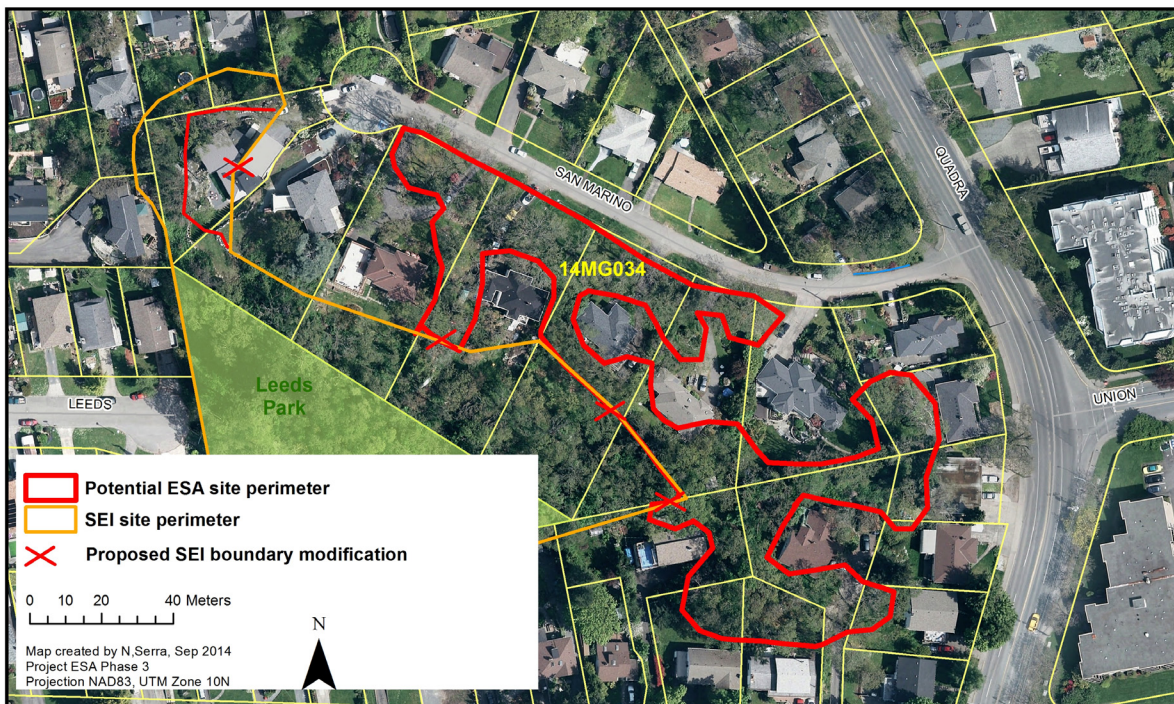 SAN MARINO
QUADRA
14MG034
UNION
LEEDS
Leeds
Park
Potential ESA site perimeter
SEI site perimeter
Proposed SEI boundary modification
0 10 20 40 Meters
N
Map created by N,Serra, Sep 2014
Project ESA Phase 3
Projection NAD83, UTM Zone 10N